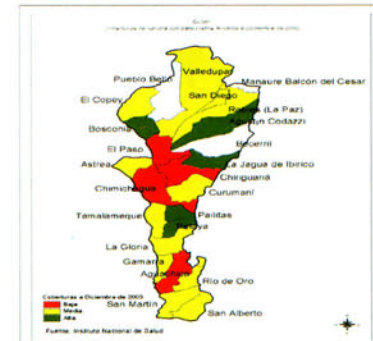 Valledupar
Pueblo Bello
Manaure Balcón del Cesar
San Diego
El Copey
Robles (La Paz)
Agustín Codazzi
Bosconia
Becerril
El Paso
Astrea
La Jagua de Ibirico
Chiriguaná
Chimichagua
Curumaní
Tamalameque
Pailitas
Pelaya
La Gloria
Gamarra
Aguachica
Río de Oro
Coberturas a Diciembre de 2003
Baja
Media
Alta
San Martín
San Alberto
Fuente: Instituto Nacional de Salud